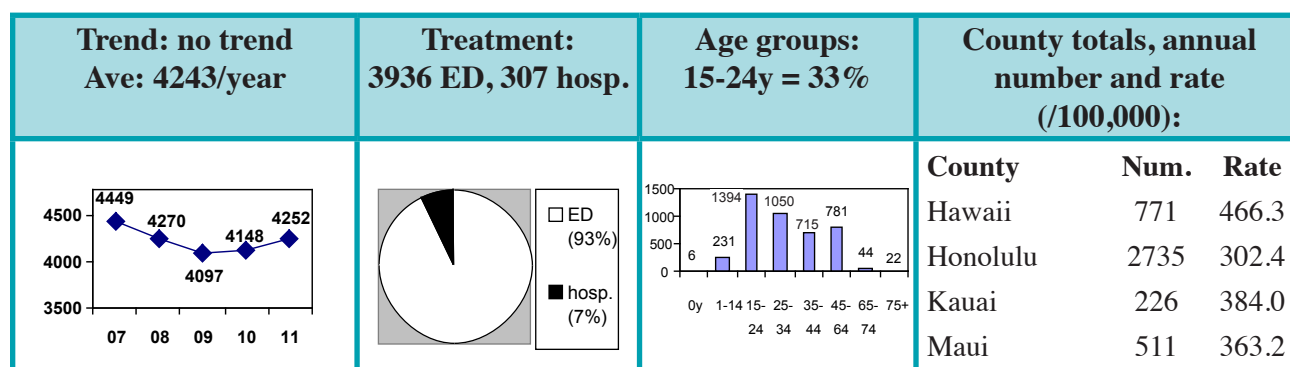 Trend: no trend
Ave: 4243/year
Treatment:
3936 ED, 307 hosp.
Age groups:
15-24y = 33%
County totals, annual
number and rate
(/100,000):
4449
4500
4270
4252
4148
4000
4097
3500
07 08 09 10 11
ED
(93%)
hosp.
(7%)
1500
1394
1050
1000
715
781
500
231
6
44
22
0
0y 1-14 15- 25- 35- 45- 65- 75+
24 34 44 64 74
County Num. Rate
Hawaii 771 466.3
Honolulu 2735 302.4
Kauai 226 384.0
Maui 511 363.2